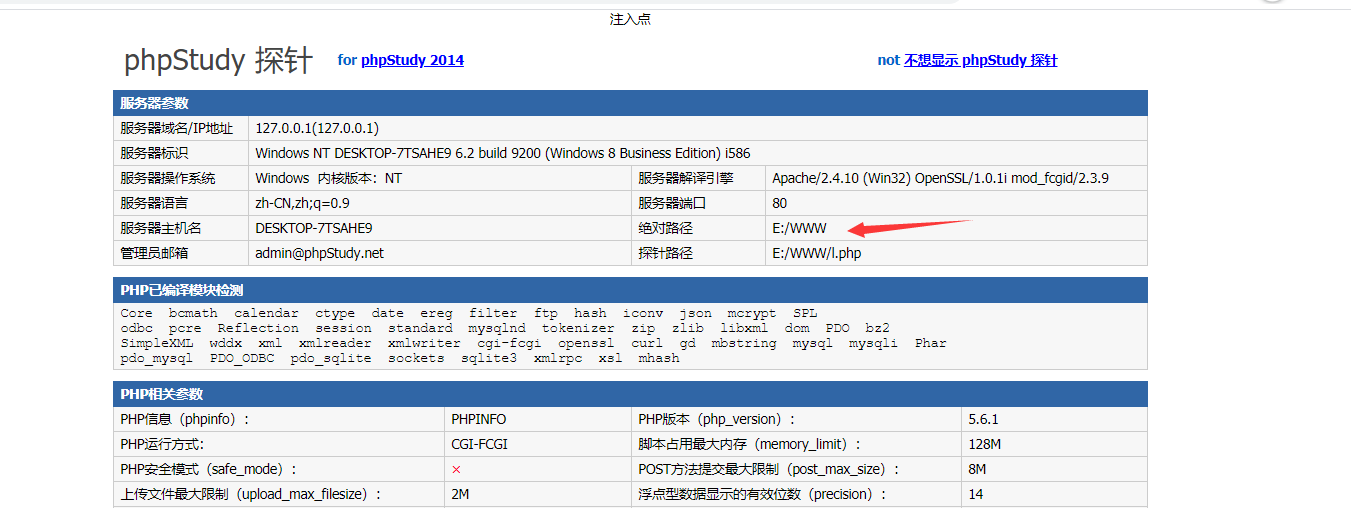 注入点
phpStudy 探针 for phpStudy 2014 not 不想显示 phpStudy 探针
服务器参数
服务器域名/IP地址 127.0.0.1(127.0.0.1)
服务器标识 Windows NT DESKTOP-7TSAHE9 6.2 build 9200 (Windows 8 Business Edition) i586
服务器操作系统 Windows 内核版本：NT 服务器解译引擎 Apache/2.4.10 (Win32) OpenSSL/1.0.1i mod_fcgid/2.3.9
服务器语言 zh-CN,zh;q=0.9 服务器端口 80
服务器主机名 DESKTOP-7TSAHE9 绝对路径 E:/WWW
管理员邮箱 admin@phpStudy.net 探针路径 E:/WWW/l.php
PHP已编译模块检测
Core bcmath calendar ctype date ereg filter ftp hash iconv json mcrypt SPL
odbc pcre Reflection session standard mysqlnd tokenizer zip zlib libxml dom PDO bz2
SimpleXML wddx xml xmlreader xmlwriter cgi-fcgi openssl curl gd mbstring mysql mysqli Phar
pdo_mysql PDO_ODBC pdo_sqlite sockets sqlite3 xmlrpc xsl mhash
PHP相关参数
PHP信息（phpinfo）： PHPINFO PHP版本（php_version）： 5.6.1
PHP运行方式： CGI-FCGI 脚本占用最大内存（memory_limit）： 128M
PHP安全模式（safe_mode）： × POST方法提交最大限制（post_max_size）： 8M
上传文件最大限制（upload_max_filesize）： 2M 浮点型数据显示的有效位数（precision）： 14